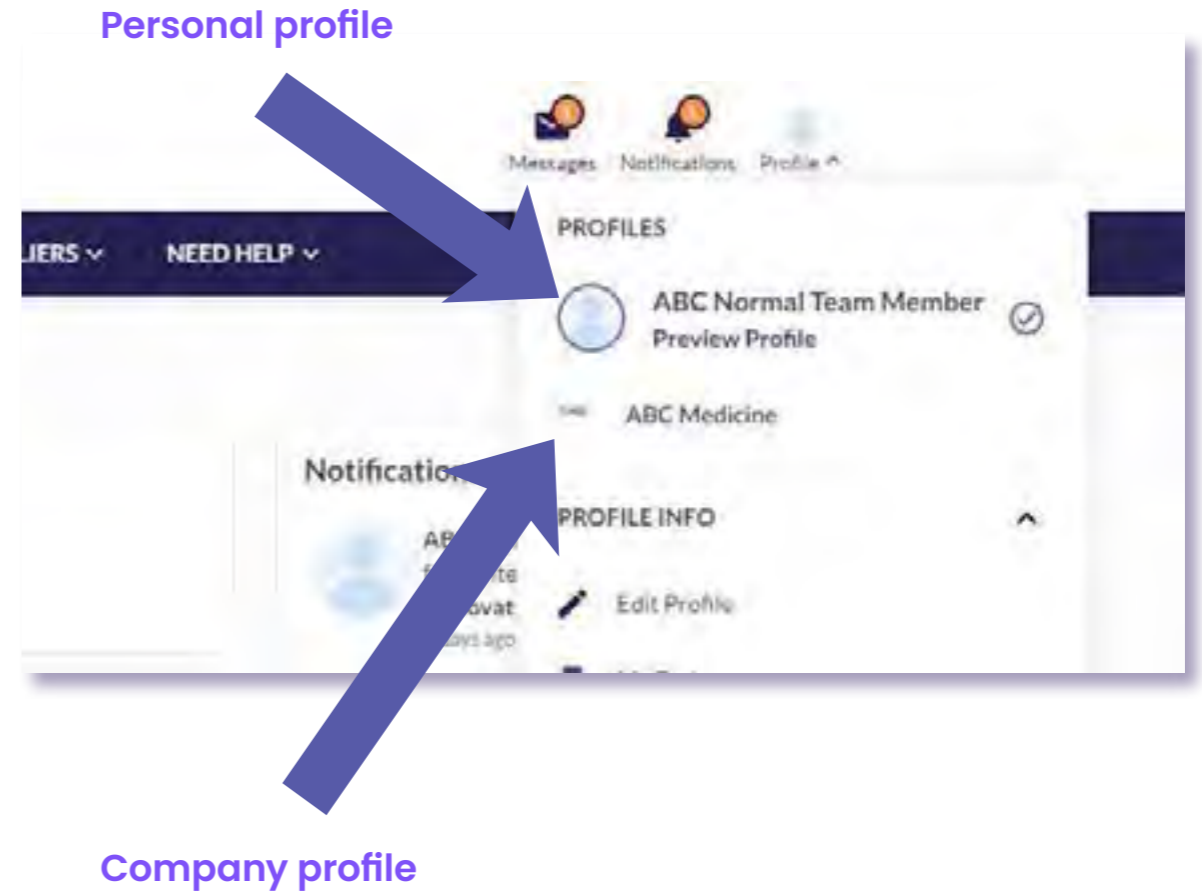 Personal profile
Messages Notifications Profile ^
IERS NEED HELP
PROFILES
ABC Normal Team Member
Preview Profile
ABC Medicine
Notification
PROFILE INFO
Edit Profile
ago
Company profile